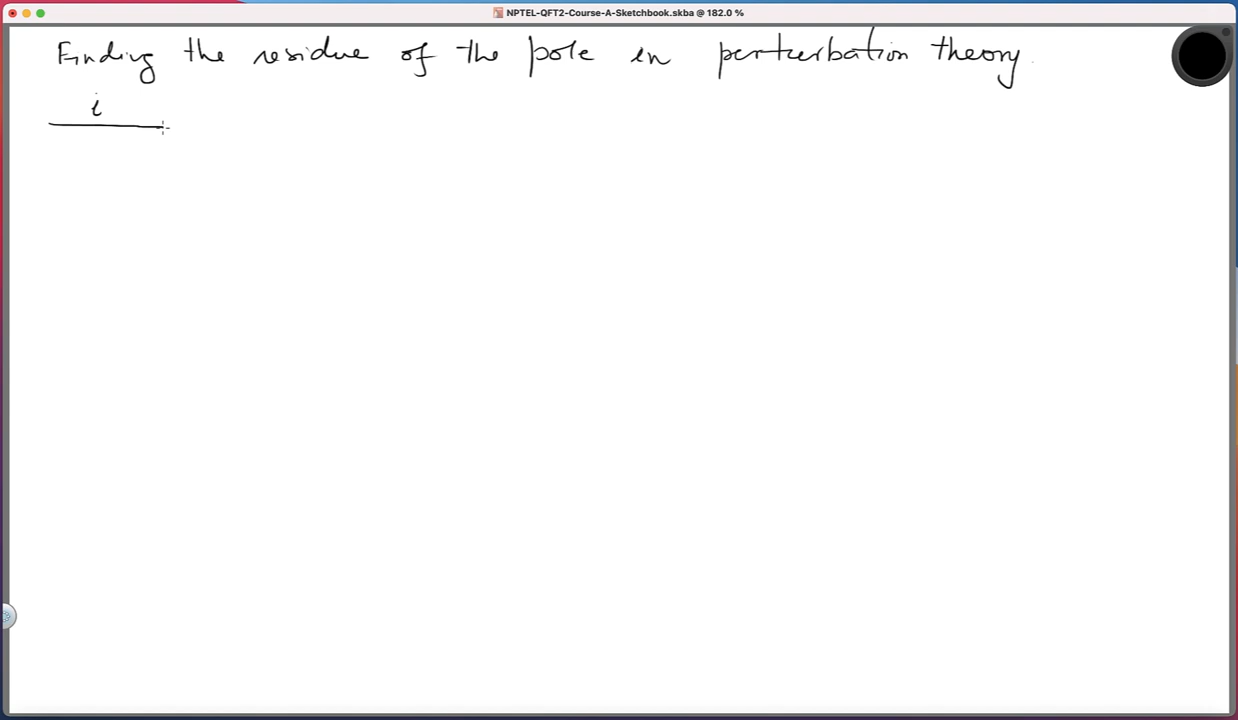 NPTEL-QFT2-Course-A-Sketchbook.skba @ 182.0 %
Finding the residue of the pole in perturbation theory.
i